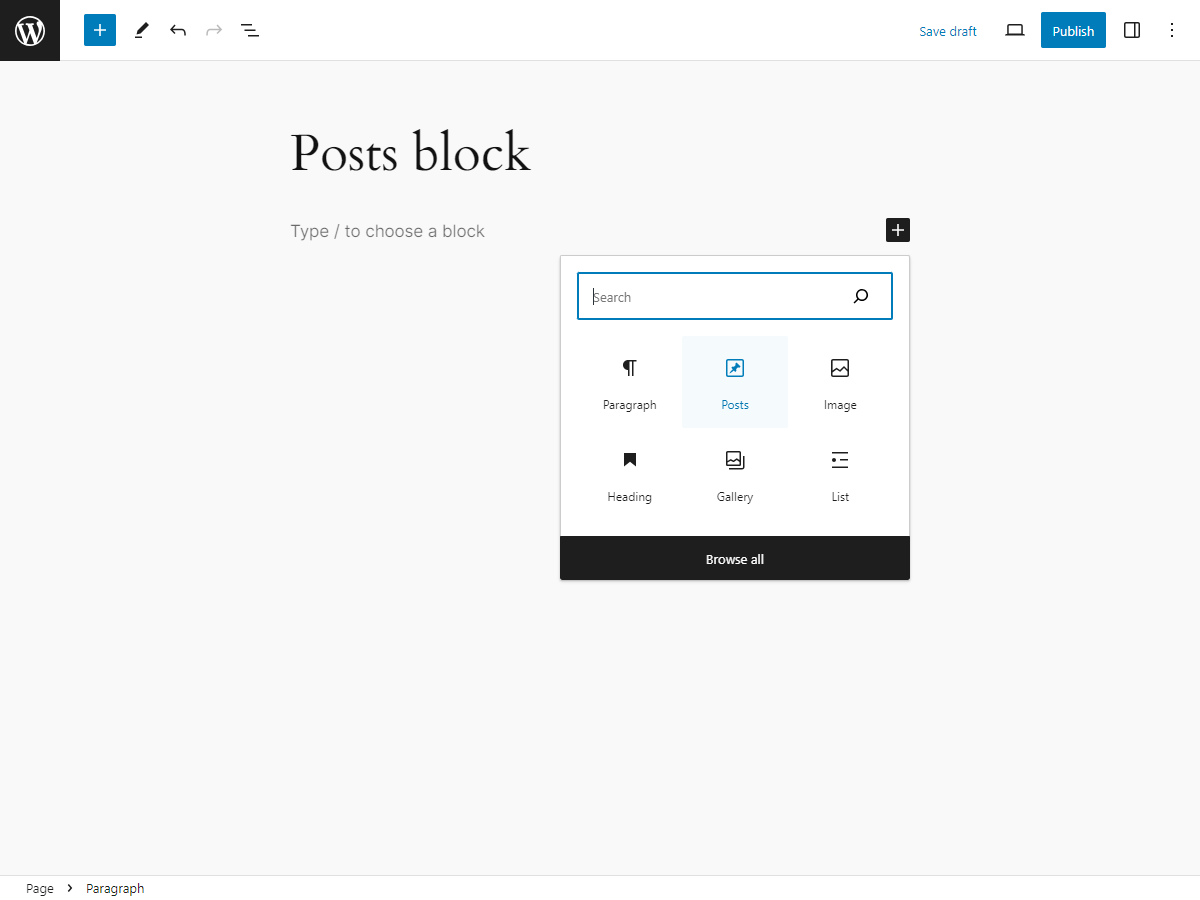 Save draft
Publish
Posts block
Type / to choose a block
Search
Paragraph
Posts
Image
Heading
Gallery
List
Browse all
Page
Paragraph